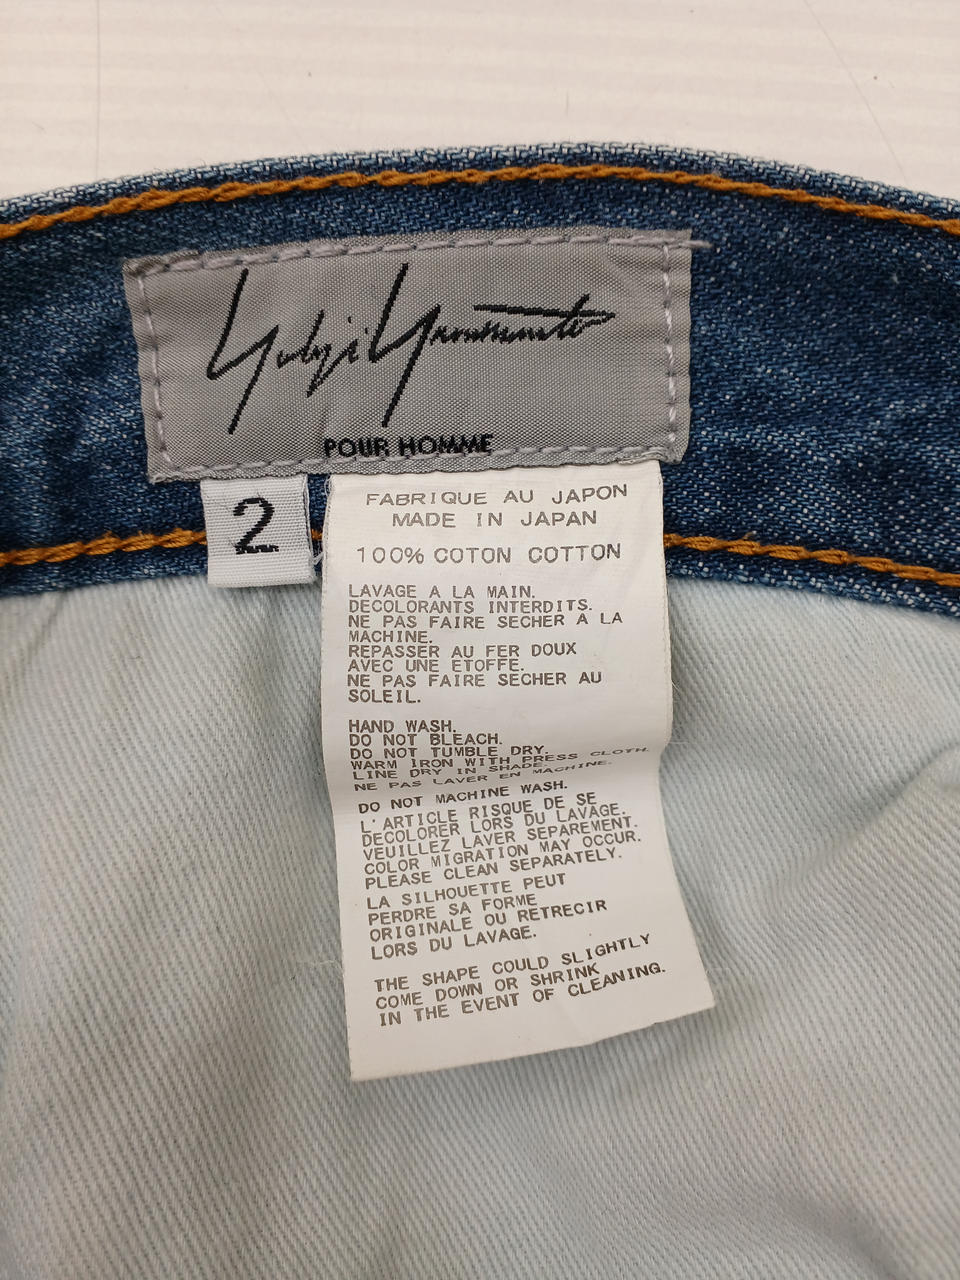 Yohji Yamamoto
POUR HOMME
2
FABRIQUE AU JAPON
MADE IN JAPAN
100% COTON COTTON
LAVAGE A LA MAIN.
DECOLORANTS INTERDITS.
NE PAS FAIRE SECHER A LA
MACHINE.
REPASSER AU FER DOUX
AVEC UNE ETOFFE.
NE PAS FAIRE SECHER AU
SOLEIL.
HAND WASH.
DO NOT BLEACH.
DO NOT TUMBLE DRY.
WARM IRON WITH PRESS CLOTH.
LINE DRY IN SHADE.
NE PAS LAVER EN MACHINE.
DO NOT MACHINE WASH.
L'ARTICLE RISQUE DE SE
DECOLORER LORS DU LAVAGE.
VEUILLEZ LAVER SEPAREMENT.
COLOR MIGRATION MAY OCCUR.
PLEASE CLEAN SEPARATELY.
LA SILHOUETTE PEUT
PERDRE SA FORME
ORIGINALE OU RETRECIR
LORS DU LAVAGE.
THE SHAPE COULD SLIGHTLY
COME DOWN OR SHRINK
IN THE EVENT OF CLEANING.